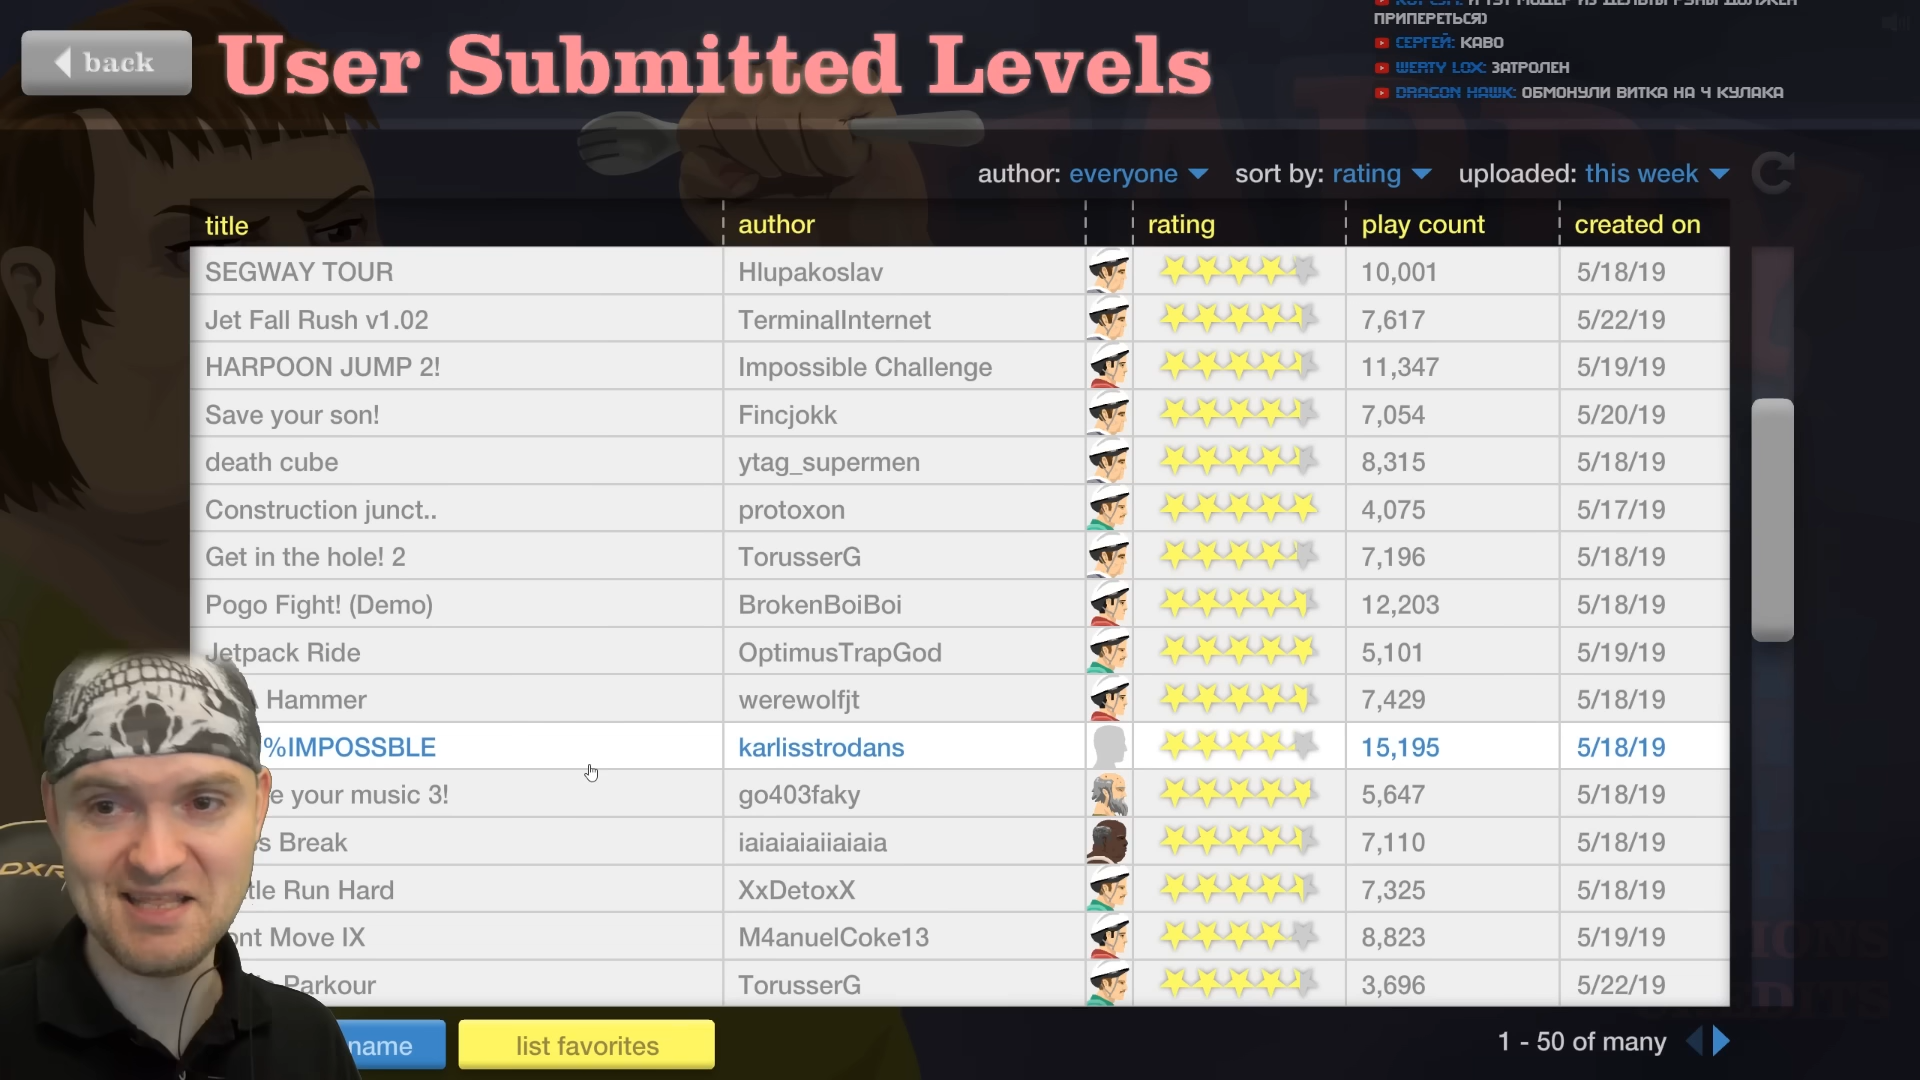 ПРИПЕРЕТЬСЯ)
СЕРГЕЙ: КАВО
WERTY LOX: ЗАТРОЛЕН
DRAGON HAWK: ОБМОНУЛИ ВИТКА НА 4 КУЛАКА
back
User Submitted Levels
author: everyone sort by: rating uploaded: this week
title author rating play count created on
SEGWAY TOUR Hlupakoslav 10,001 5/18/19
Jet Fall Rush v1.02 TerminalInternet 7,617 5/22/19
HARPOON JUMP 2! Impossible Challenge 11,347 5/19/19
Save your son! Fincjokk 7,054 5/20/19
death cube ytag_supermen 8,315 5/18/19
Construction junct.. protoxon 4,075 5/17/19
Get in the hole! 2 TorusserG 7,196 5/18/19
Pogo Fight! (Demo) BrokenBoiBoi 12,203 5/18/19
Jetpack Ride OptimusTrapGod 5,101 5/19/19
Hammer werewolfjt 7,429 5/18/19
%IMPOSSBLE karlisstrodans 15,195 5/18/19
your music 3! go403faky 5,647 5/18/19
Break iaiaiaiaiiaiaia 7,110 5/18/19
Run Hard XxDetoxX 7,325 5/18/19
Move IX M4anuelCoke13 8,823 5/19/19
Parkour TorusserG 3,696 5/22/19
name list favorites
1 - 50 of many
DXR